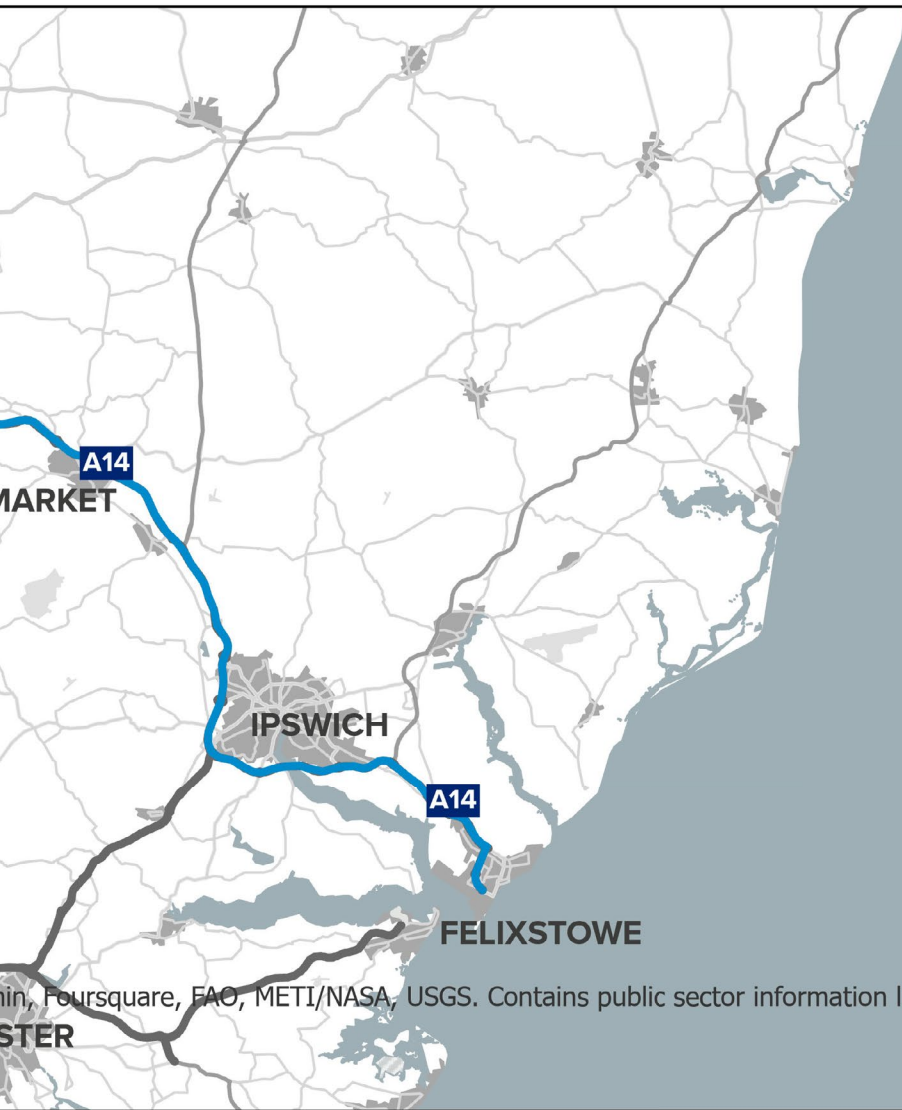 A14
MARKET
IPSWICH
A14
FELIXSTOWE
in, Foursquare, FAO, METI/NASA, USGS. Contains public sector information
STER